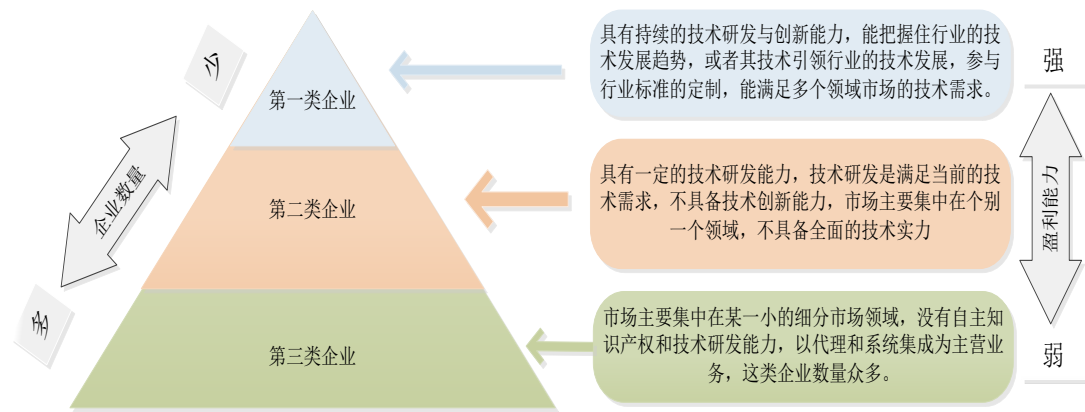 少
企业数量
多
第一类企业
第二类企业
第三类企业
具有持续的技术研发与创新能力，能把握住行业的技
术发展趋势，或者其技术引领行业的技术发展，参与
行业标准的定制，能满足多个领域市场的技术需求。
具有一定的技术研发能力，技术研发是满足当前的技
术需求，不具备技术创新能力，市场主要集中在个别
一个领域，不具备全面的技术实力
市场主要集中在某一小的细分市场领域，没有自主知
识产权和技术研发能力，以代理和系统集成为主营业
务，这类企业数量众多。
强
盈利能力
弱